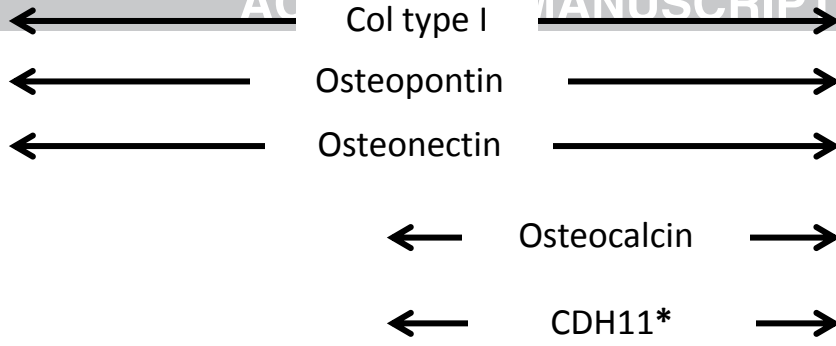 Col type I
Osteopontin
Osteonectin
Osteocalcin
CDH11*